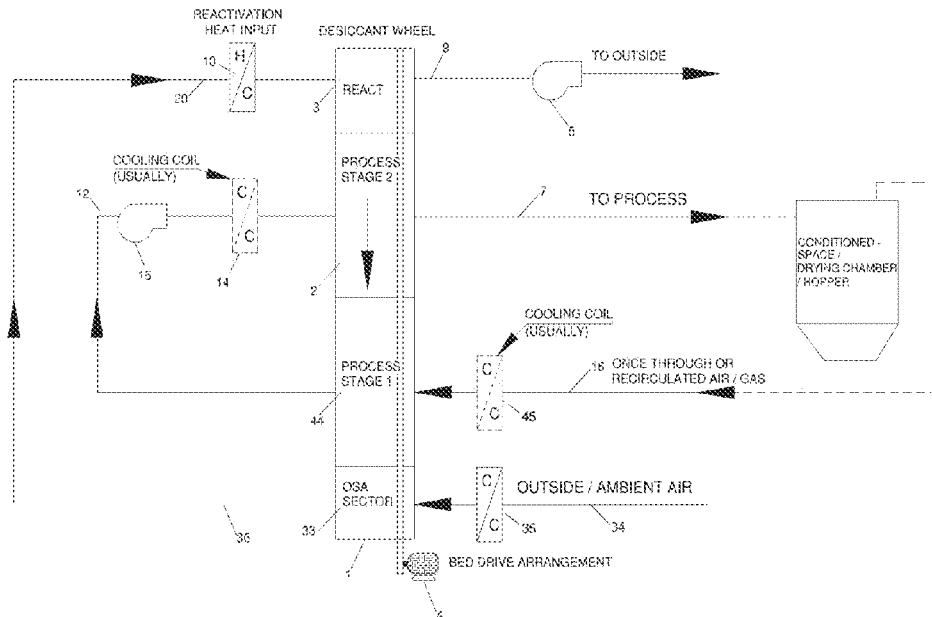 REACTIVATION
HEAT INPUT
DESICCANT WHEEL
H
C
13
20
3
REACT
9
TO OUTSIDE
5
COOLING COIL
(USUALLY)
PROCESS
STAGE 2
12
15
C
C
14
2
7
TO PROCESS
CONDITIONED -
SPACE /
DRYING CHAMBER
/ HOPPER
COOLING COIL
(USUALLY)
PROCESS
STAGE 1
44
C
C
45
16
ONCE THROUGH OR
RECIRCULATED AIR / GAS
OSA
SECTOR
33
C
C
35
OUTSIDE / AMBIENT AIR
34
36
1
BED DRIVE ARRANGEMENT